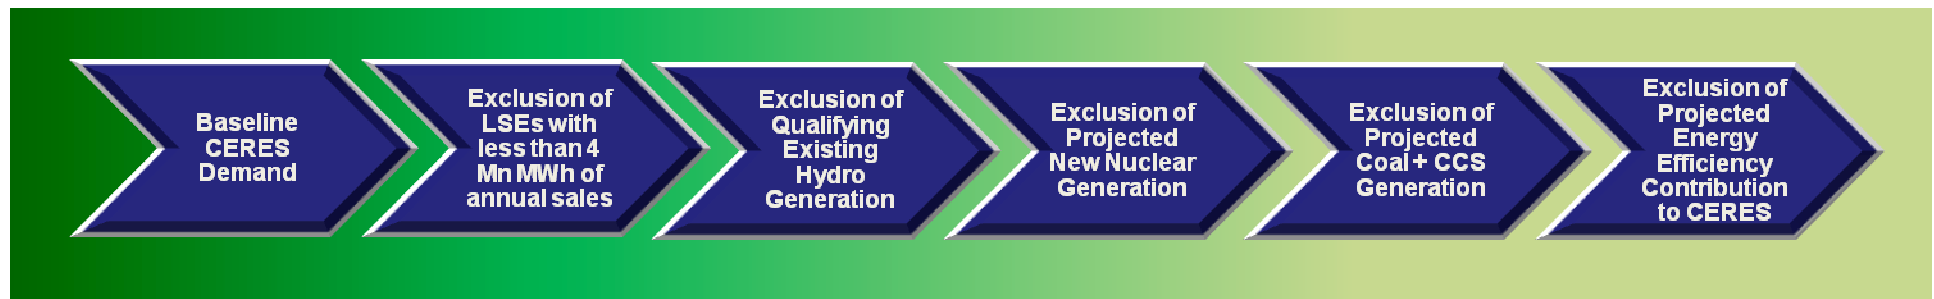 Baseline
CERES
Demand
Exclusion of
LSEs with
less than 4
Mn MWh of
annual sales
Exclusion of
Qualifying
Existing
Hydro
Generation
Exclusion of
Projected
New Nuclear
Generation
Exclusion of
Projected
Coal + CCS
Generation
Exclusion of
Projected
Energy
Efficiency
Contribution
to CERES